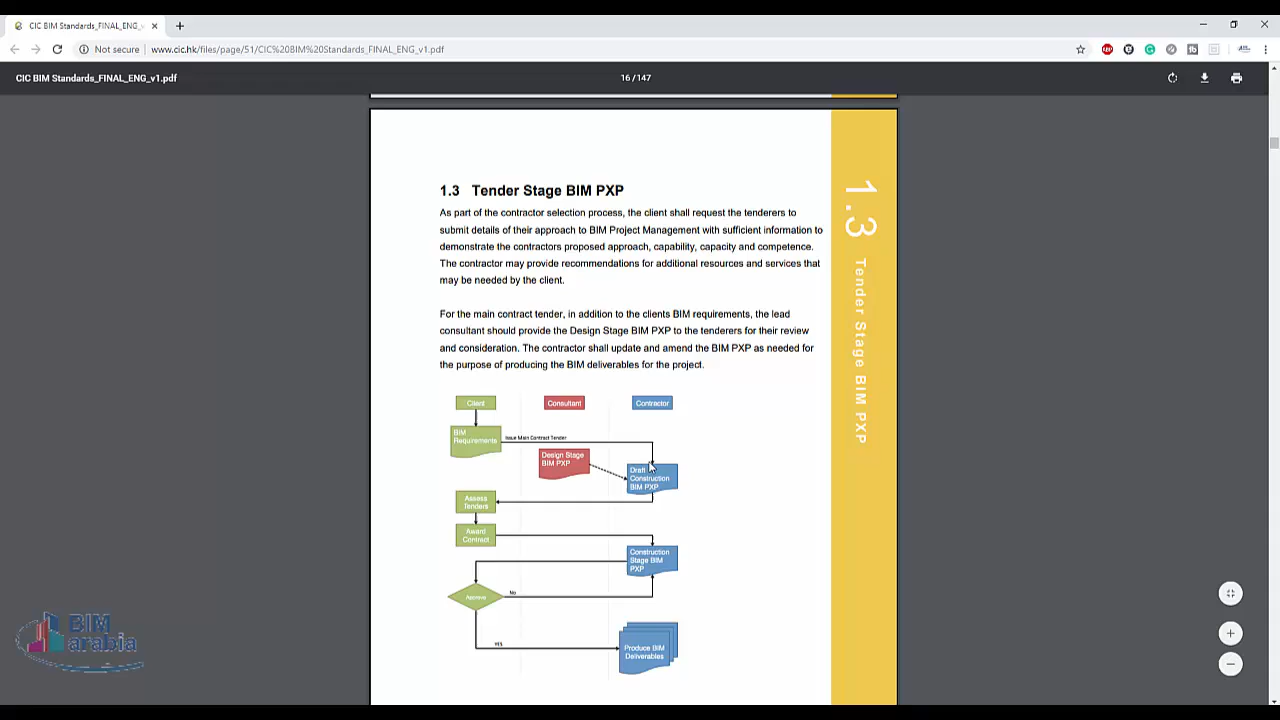 CIC BIM Standards_FINAL_ENG_v
Not secure
www.cic.hk/files/page/51/CIC%20BIM%20Standards_FINAL_ENG_v1.pdf
CIC BIM Standards_FINAL_ENG_v1.pdf
16 / 147
1.3 Tender Stage BIM PXP
As part of the contractor selection process, the client shall request the tenderers to
submit details of their approach to BIM Project Management with sufficient information to
demonstrate the contractors proposed approach, capability, capacity and competence.
The contractor may provide recommendations for additional resources and services that
may be needed by the client.
For the main contract tender, in addition to the clients BIM requirements, the lead
consultant should provide the Design Stage BIM PXP to the tenderers for their review
and consideration. The contractor shall update and amend the BIM PXP as needed for
the purpose of producing the BIM deliverables for the project.
Client
Consultant
Contractor
BIM
Requirements
Issue Main Contract Tender
Design Stage
BIM PXP
Draft
Construction
BIM PXP
Assess
Tenders
Award
Contract
Construction
Stage BIM
PXP
Approve
No
YES
Produce BIM
Deliverables
1.3 Tender Stage BIM PXP
BIM
arabia